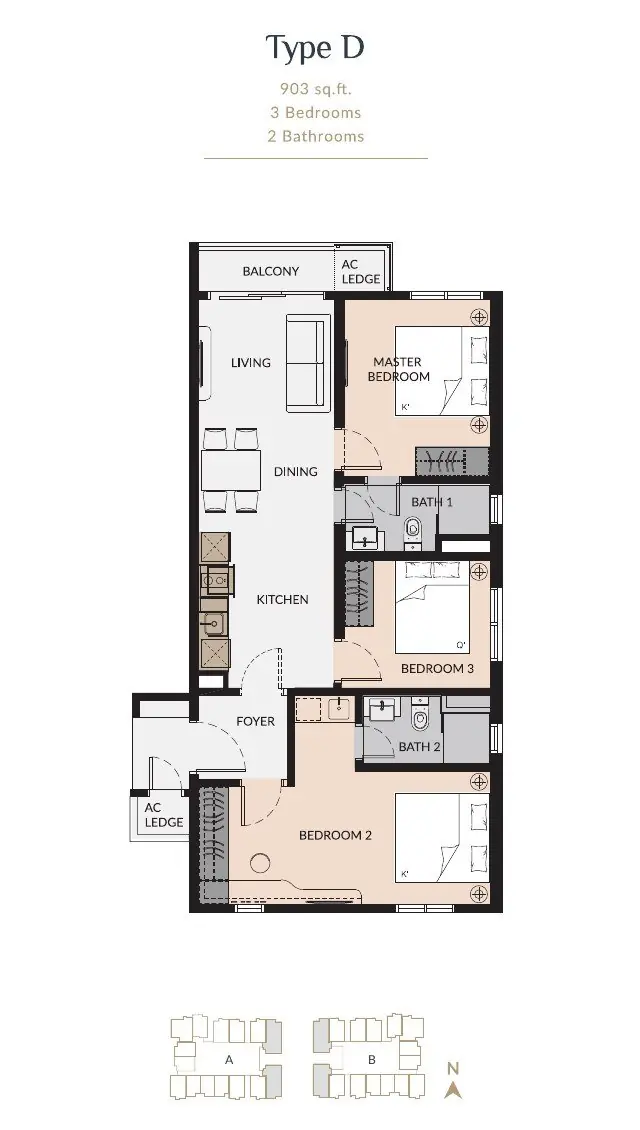 Type D
903 sq.ft.
3 Bedrooms
2 Bathrooms
BALCONY
AC
LEDGE
LIVING
MASTER
BEDROOM
K'
DINING
BATH 1
KITCHEN
Q'
BEDROOM 3
FOYER
BATH 2
AC
LEDGE
BEDROOM 2
K'
A
B
N